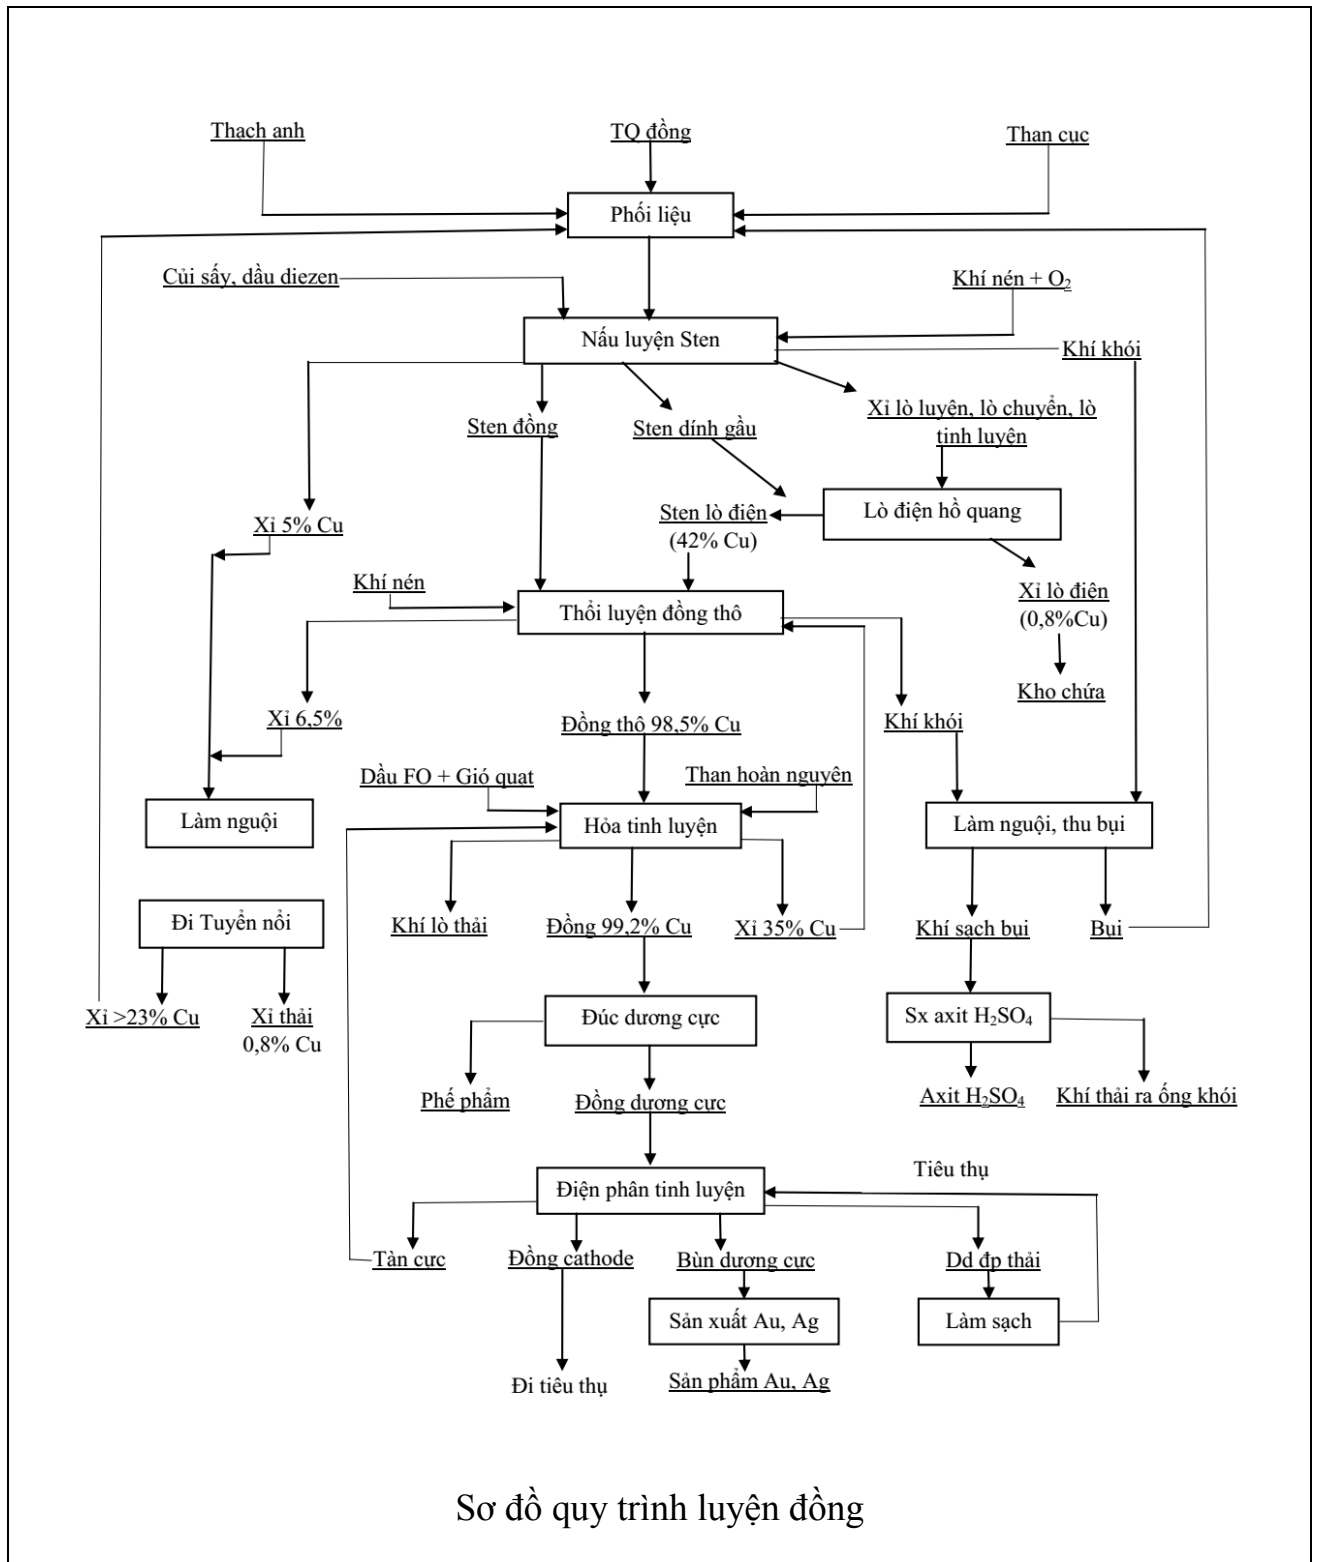 Thach anh
TQ đồng
Than cục
Phối liệu
Củi sấy, dầu diezen
Khí nén + O₂
Nấu luyện Sten
Khí khói
Xỉ lò luyện, lò chuyển, lò
tinh luyện
Sten đồng
Sten dính gầu
Lò điện hồ quang
Sten lò điện
(42% Cu)
Xỉ 5% Cu
Khí nén
Xỉ lò điện
(0,8%Cu)
Thổi luyện đồng thô
Kho chứa
Xỉ 6,5%
Đồng thô 98,5% Cu
Khí khói
Dầu FO + Gió quạt
Than hoàn nguyên
Làm nguội
Hỏa tinh luyện
Làm nguội, thu bụi
Đi Tuyển nổi
Khí lò thải
Đồng 99,2% Cu
Xỉ 35% Cu
Khí sạch bụi
Bụi
Xỉ >23% Cu
Xỉ thải
0,8% Cu
Đúc dương cực
Sx axit H₂SO₄
Phế phẩm
Đồng dương cực
Axit H₂SO₄
Khí thải ra ống khói
Tiêu thụ
Điện phân tinh luyện
Tàn cực
Đồng cathode
Bùn dương cực
Dd đp thải
Sản xuất Au, Ag
Làm sạch
Đi tiêu thụ
Sản phẩm Au, Ag
Sơ đồ quy trình luyện đồng